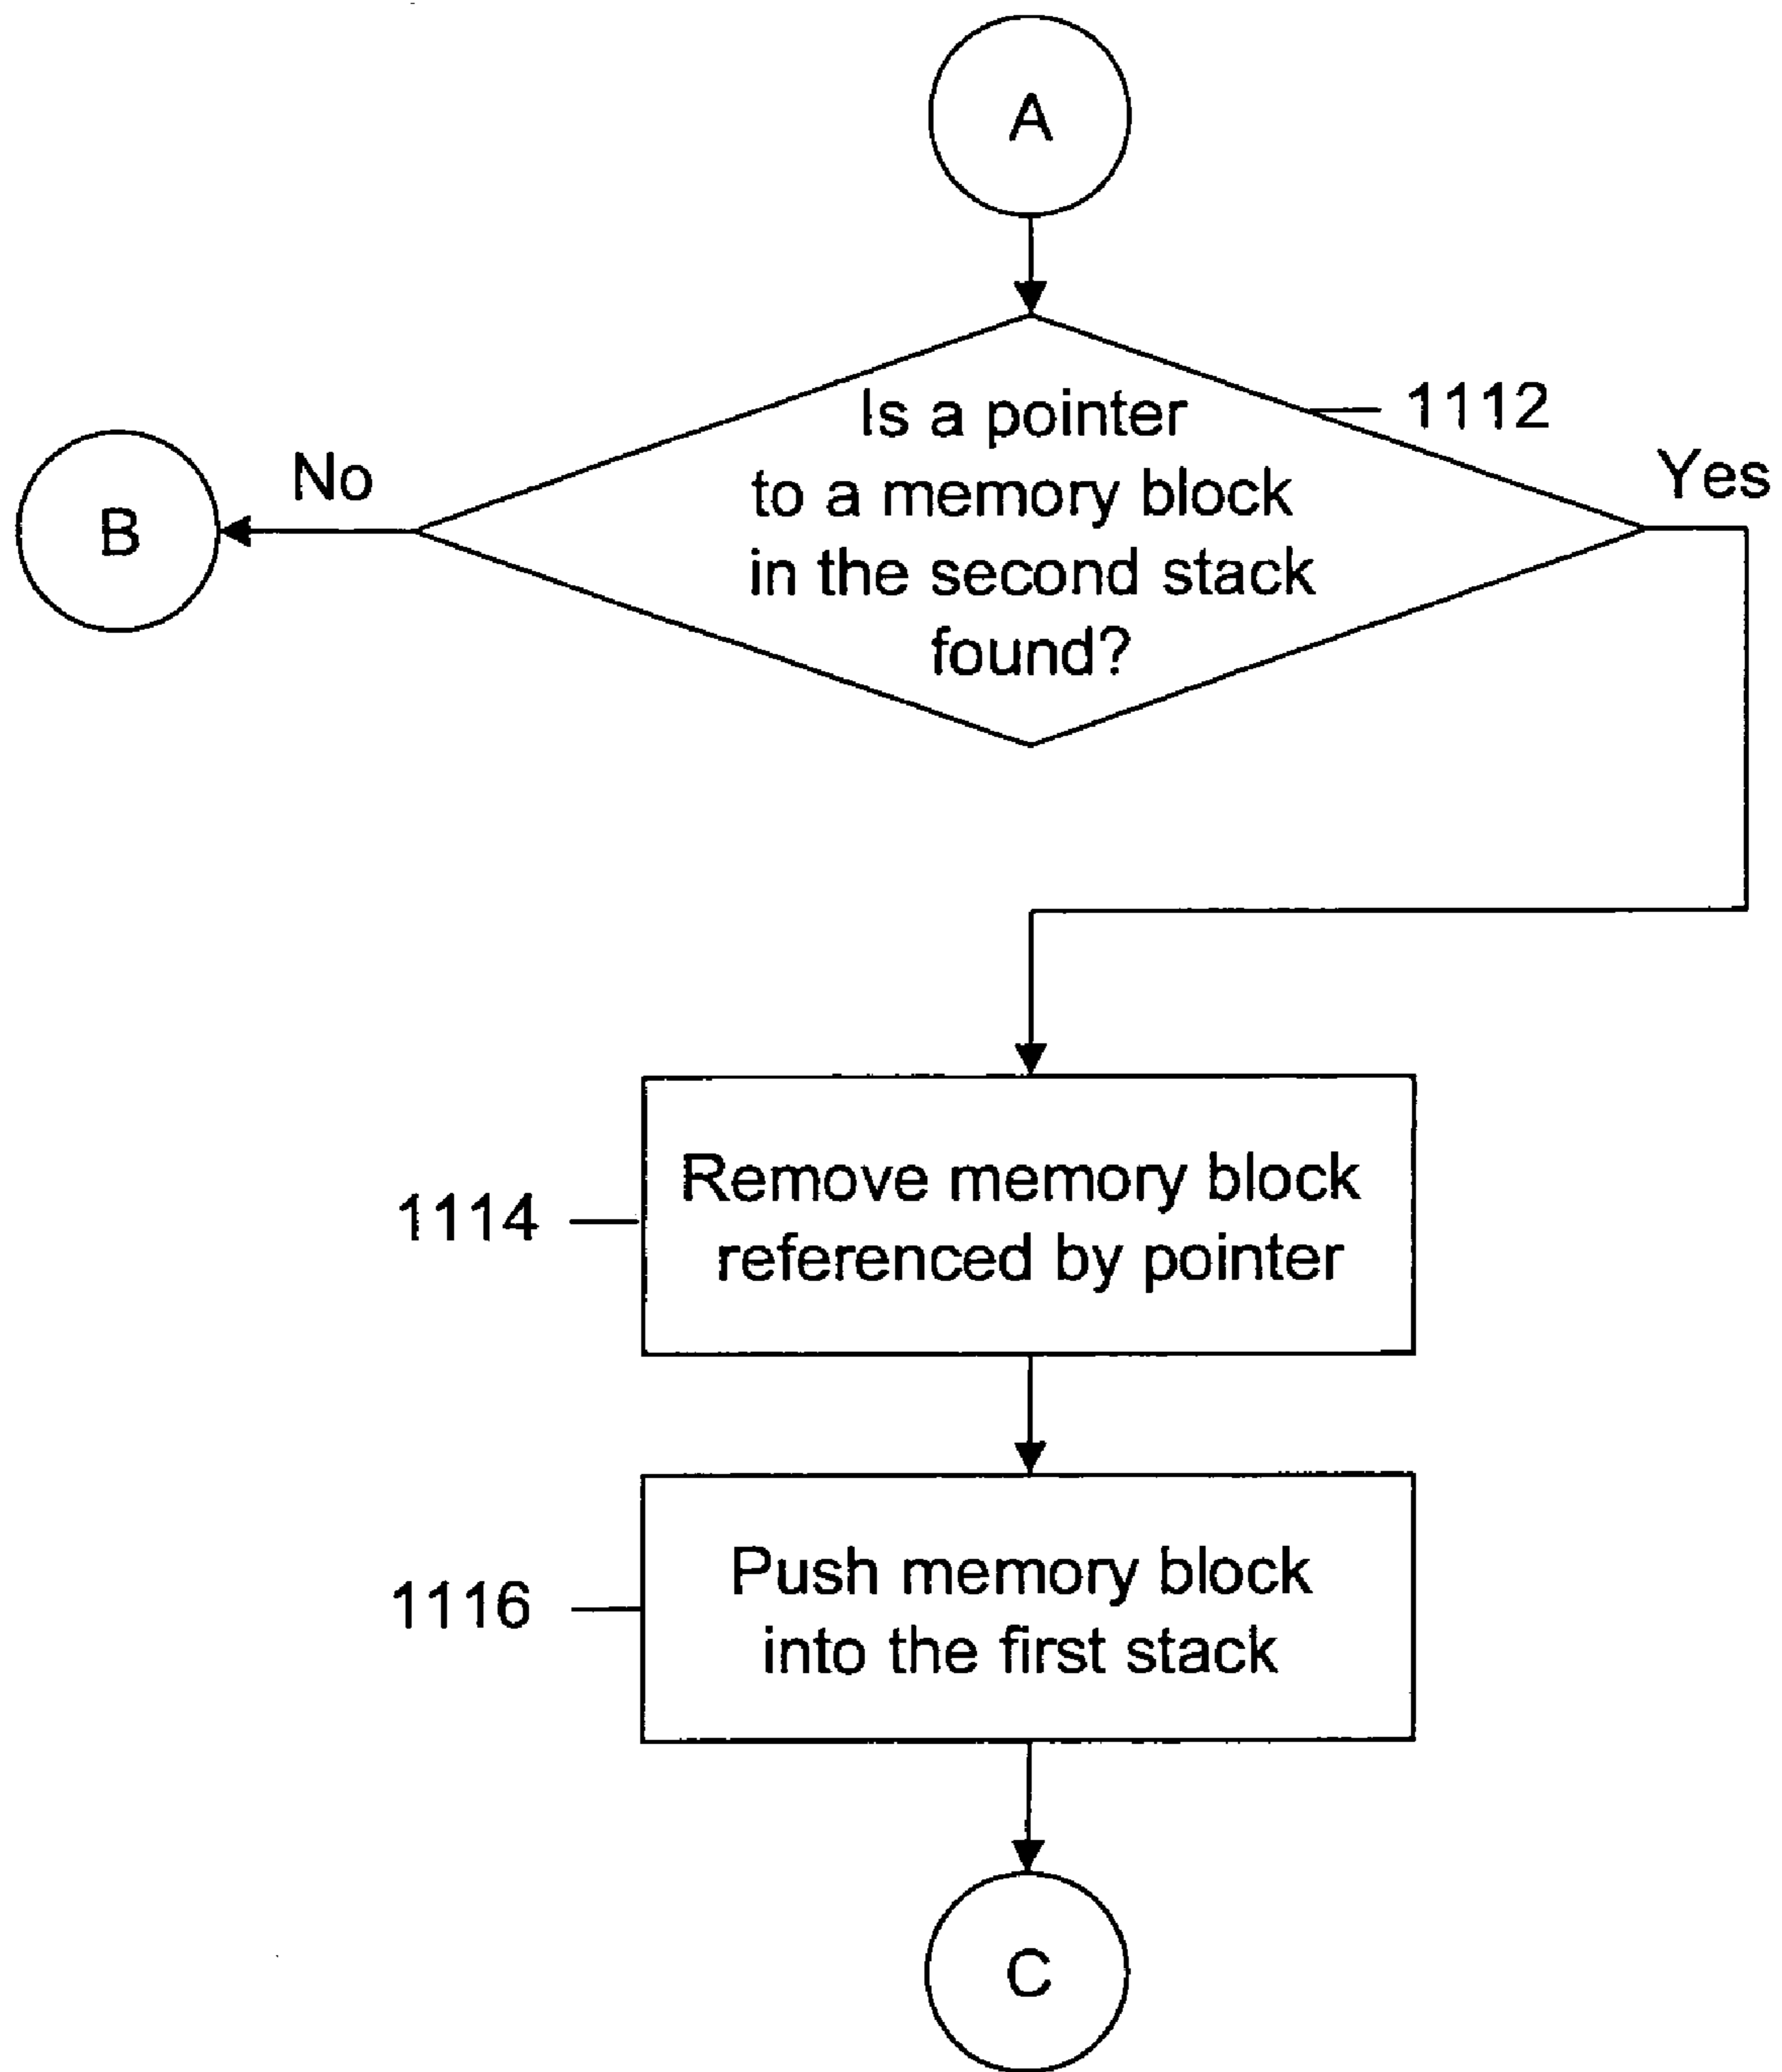 A
Is a pointer
to a memory block
in the second stack
found?
1112
No
Yes
B
1114
Remove memory block
referenced by pointer
1116
Push memory block
into the first stack
C